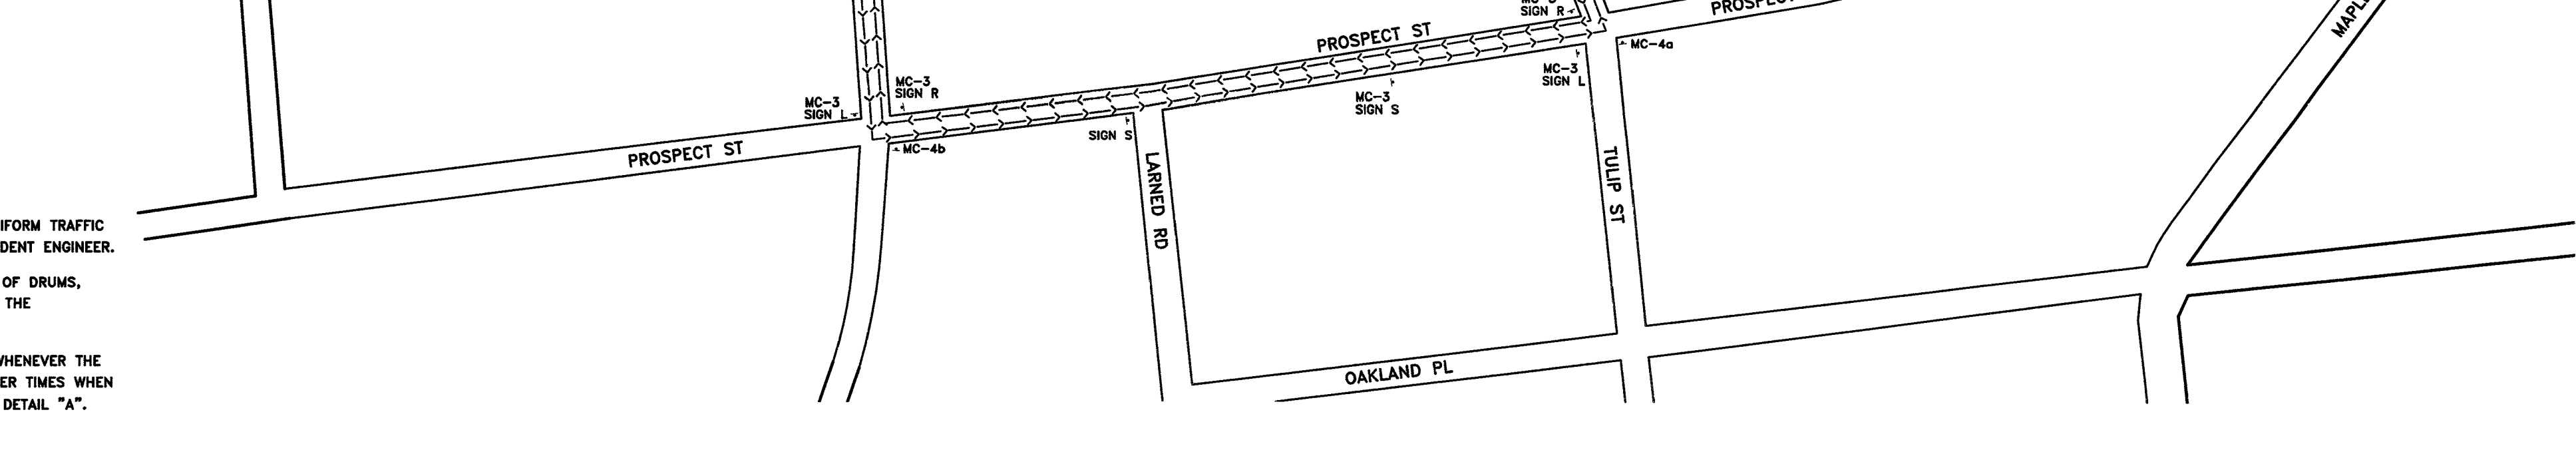 SIGN R
PROSPECT ST
MC-4a
MC-3
SIGN L
MC-3
SIGN R
MC-3
SIGN S
MC-3
SIGN L
SIGN S
MC-4b
PROSPECT ST
LARNED RD
TULIP ST
OAKLAND PL
IFORM TRAFFIC
DENT ENGINEER.
OF DRUMS,
THE
WHENEVER THE
ER TIMES WHEN
DETAIL "A".